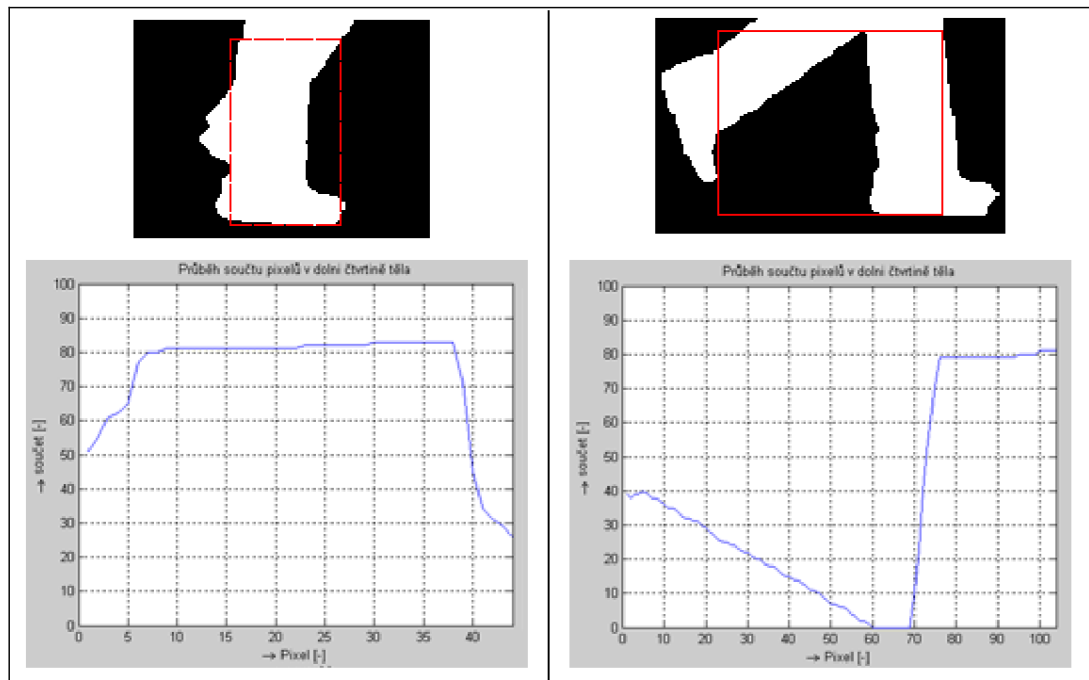 Průběh součtu pixelů v dolni čtvrtině těla
100
90
80
70
60
50
40
30
20
10
0
→ součet [-]
0 5 10 15 20 25 30 35 40
→ Pixel [-]
Průběh součtu pixelů v dolni čtvrtině těla
100
90
80
70
60
50
40
30
20
10
0
→ součet [-]
0 10 20 30 40 50 60 70 80 90 100
→ Pixel [-]